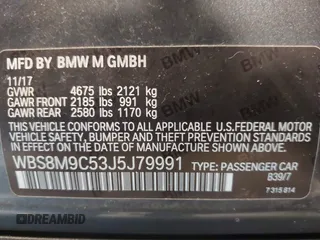 MFD BY BMW M GMBH
11/17
GVWR 4675 lbs 2121 kg
GAWR FRONT 2185 lbs 991 kg
GAWR REAR 2580 lbs 1170 kg
THIS VEHICLE CONFORMS TO ALL APPLICABLE U.S. FEDERAL MOTOR
VEHICLE SAFETY, BUMPER, AND THEFT PREVENTION STANDARDS
IN EFFECT ON THE DATE OF MANUFACTURE SHOWN ABOVE.
WBS8M9C53J5J79991 TYPE: PASSENGER CAR
B39/7
7 315 814
DREAMBID